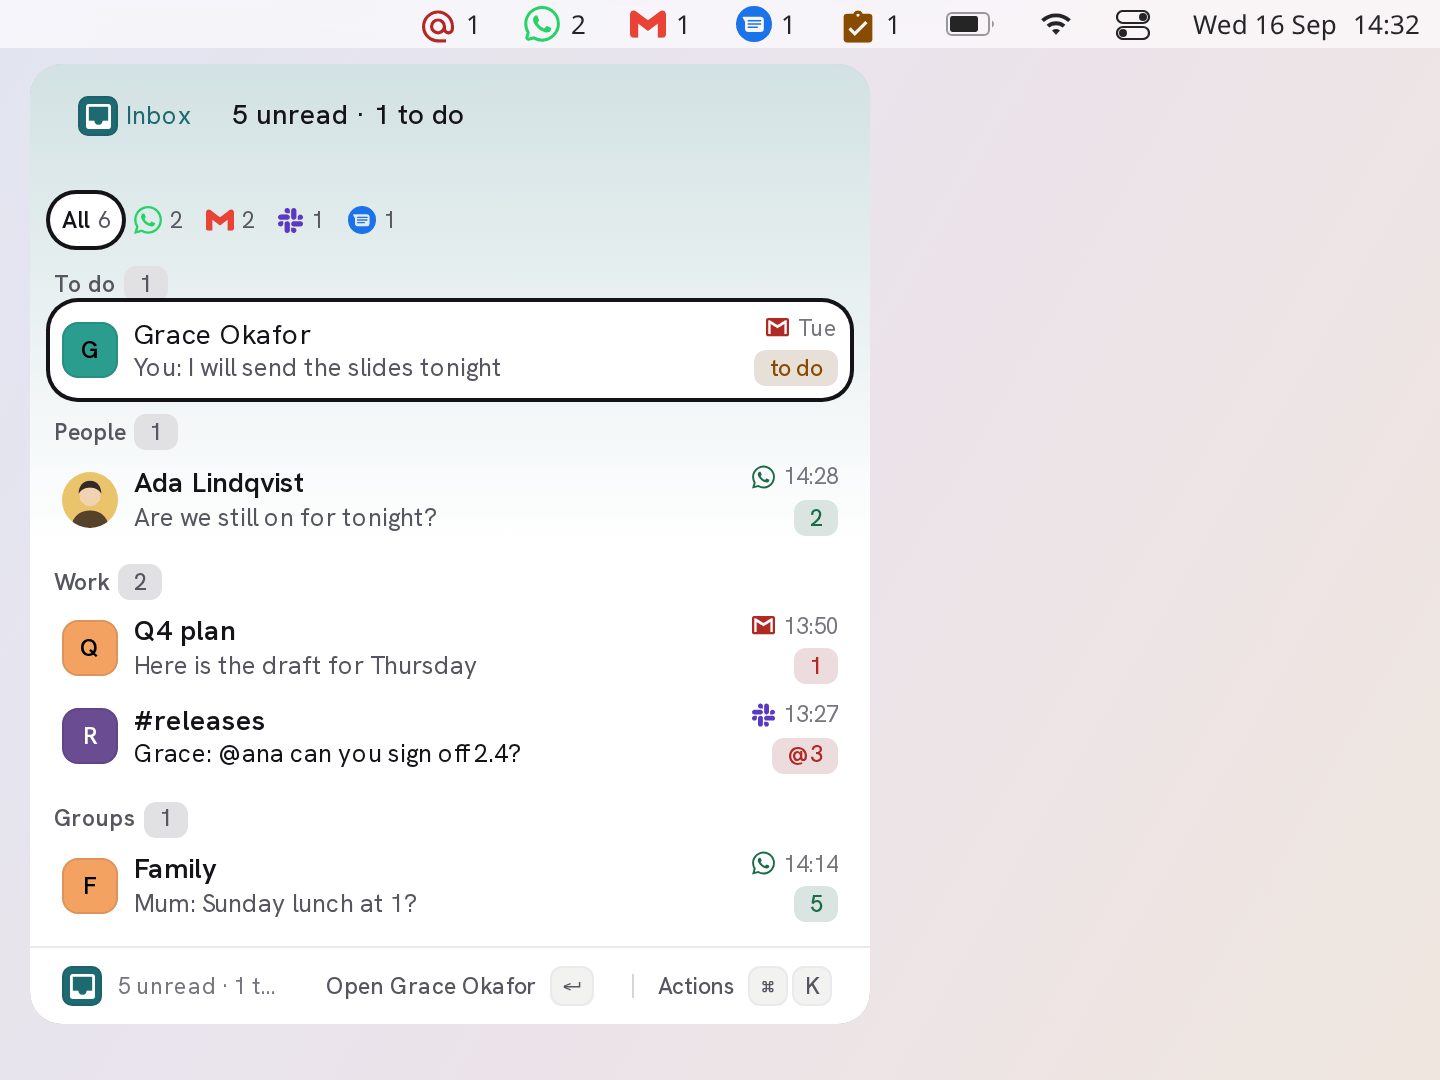 1 2 1 1 1 Wed 16 Sep 14:32
Inbox 5 unread · 1 to do
All 6 2 2 1 1
To do 1
G Grace Okafor Tue
You: I will send the slides tonight to do
People 1
Ada Lindqvist 14:28
Are we still on for tonight? 2
Work 2
Q Q4 plan 13:50
Here is the draft for Thursday 1
R #releases 13:27
Grace: @ana can you sign off 2.4? @3
Groups 1
F Family 14:14
Mum: Sunday lunch at 1? 5
5 unread · 1 t… Open Grace Okafor ↵ Actions ⌘ K